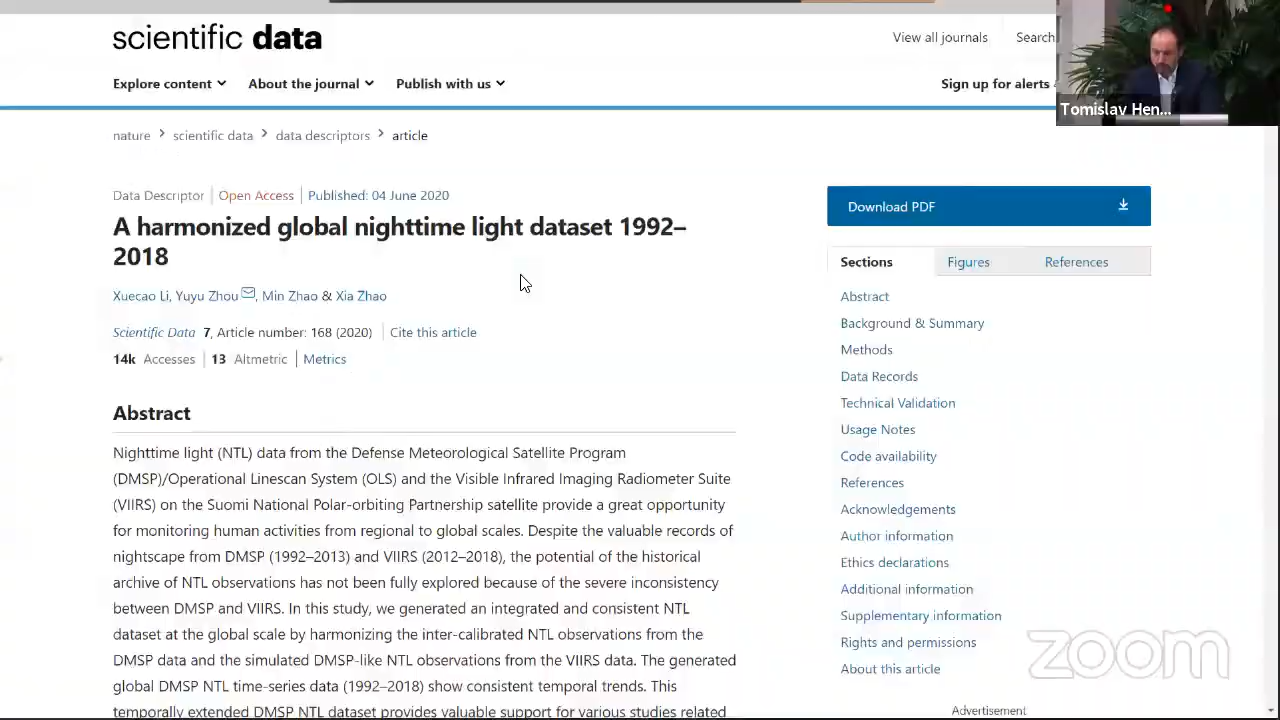 scientific data
View all journals
Search
Tomislav Hen...
Explore content
About the journal
Publish with us
Sign up for alerts
nature > scientific data > data descriptors > article
Data Descriptor | Open Access | Published: 04 June 2020
A harmonized global nighttime light dataset 1992–
2018
Xuecao Li, Yuyu Zhou, Min Zhao & Xia Zhao
Scientific Data 7, Article number: 168 (2020) | Cite this article
14k Accesses | 13 Altmetric | Metrics
Abstract
Nighttime light (NTL) data from the Defense Meteorological Satellite Program
(DMSP)/Operational Linescan System (OLS) and the Visible Infrared Imaging Radiometer Suite
(VIIRS) on the Suomi National Polar-orbiting Partnership satellite provide a great opportunity
for monitoring human activities from regional to global scales. Despite the valuable records of
nightscape from DMSP (1992–2013) and VIIRS (2012–2018), the potential of the historical
archive of NTL observations has not been fully explored because of the severe inconsistency
between DMSP and VIIRS. In this study, we generated an integrated and consistent NTL
dataset at the global scale by harmonizing the inter-calibrated NTL observations from the
DMSP data and the simulated DMSP-like NTL observations from the VIIRS data. The generated
global DMSP NTL time-series data (1992–2018) show consistent temporal trends. This
temporally extended DMSP NTL dataset provides valuable support for various studies related
Download PDF
Sections
Figures
References
Abstract
Background & Summary
Methods
Data Records
Technical Validation
Usage Notes
Code availability
References
Acknowledgements
Author information
Ethics declarations
Additional information
Supplementary information
Rights and permissions
About this article
Advertisement
zoom